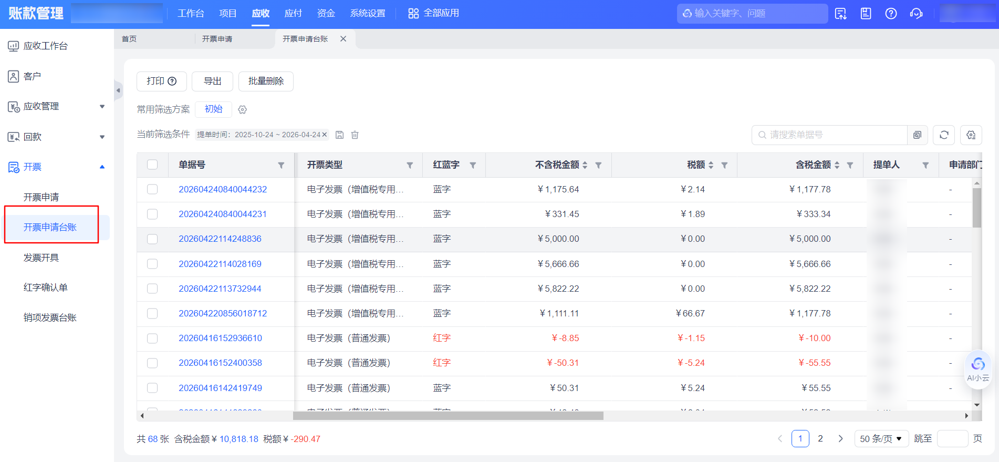 账款管理
工作台 项目 应收 应付 资金 系统设置 全部应用 输入关键字、问题
首页 开票申请 开票申请台账
应收工作台
客户
应收管理
回款
开票
开票申请
开票申请台账
发票开具
红字确认单
销项发票台账
打印 导出 批量删除
常用筛选方案 初始
当前筛选条件 提单时间：2025-10-24 ~ 2026-04-24 请搜索单据号
单据号 开票类型 红蓝字 不含税金额 税额 含税金额 提单人 申请部门
202604240840044232 电子发票（增值税专用... 蓝字 ¥1,175.64 ¥2.14 ¥1,177.78 -
202604240840044231 电子发票（增值税专用... 蓝字 ¥331.45 ¥1.89 ¥333.34 -
20260422114248836 电子发票（增值税专用... 蓝字 ¥5,000.00 ¥0.00 ¥5,000.00 -
20260422114028169 电子发票（增值税专用... 蓝字 ¥5,666.66 ¥0.00 ¥5,666.66 -
20260422113732944 电子发票（增值税专用... 蓝字 ¥5,822.22 ¥0.00 ¥5,822.22 -
202604220856018712 电子发票（增值税专用... 蓝字 ¥1,111.11 ¥66.67 ¥1,177.78 -
20260416152936610 电子发票（普通发票） 红字 ¥-8.85 ¥-1.15 ¥-10.00 -
20260416152400358 电子发票（普通发票） 红字 ¥-50.31 ¥-5.24 ¥-55.55 -
20260416142419749 电子发票（普通发票） 蓝字 ¥50.31 ¥5.24 ¥55.55 -
AI小云
共 68 张 含税金额¥10,818.18 税额¥-290.47 1 2 50 条/页 跳至 页